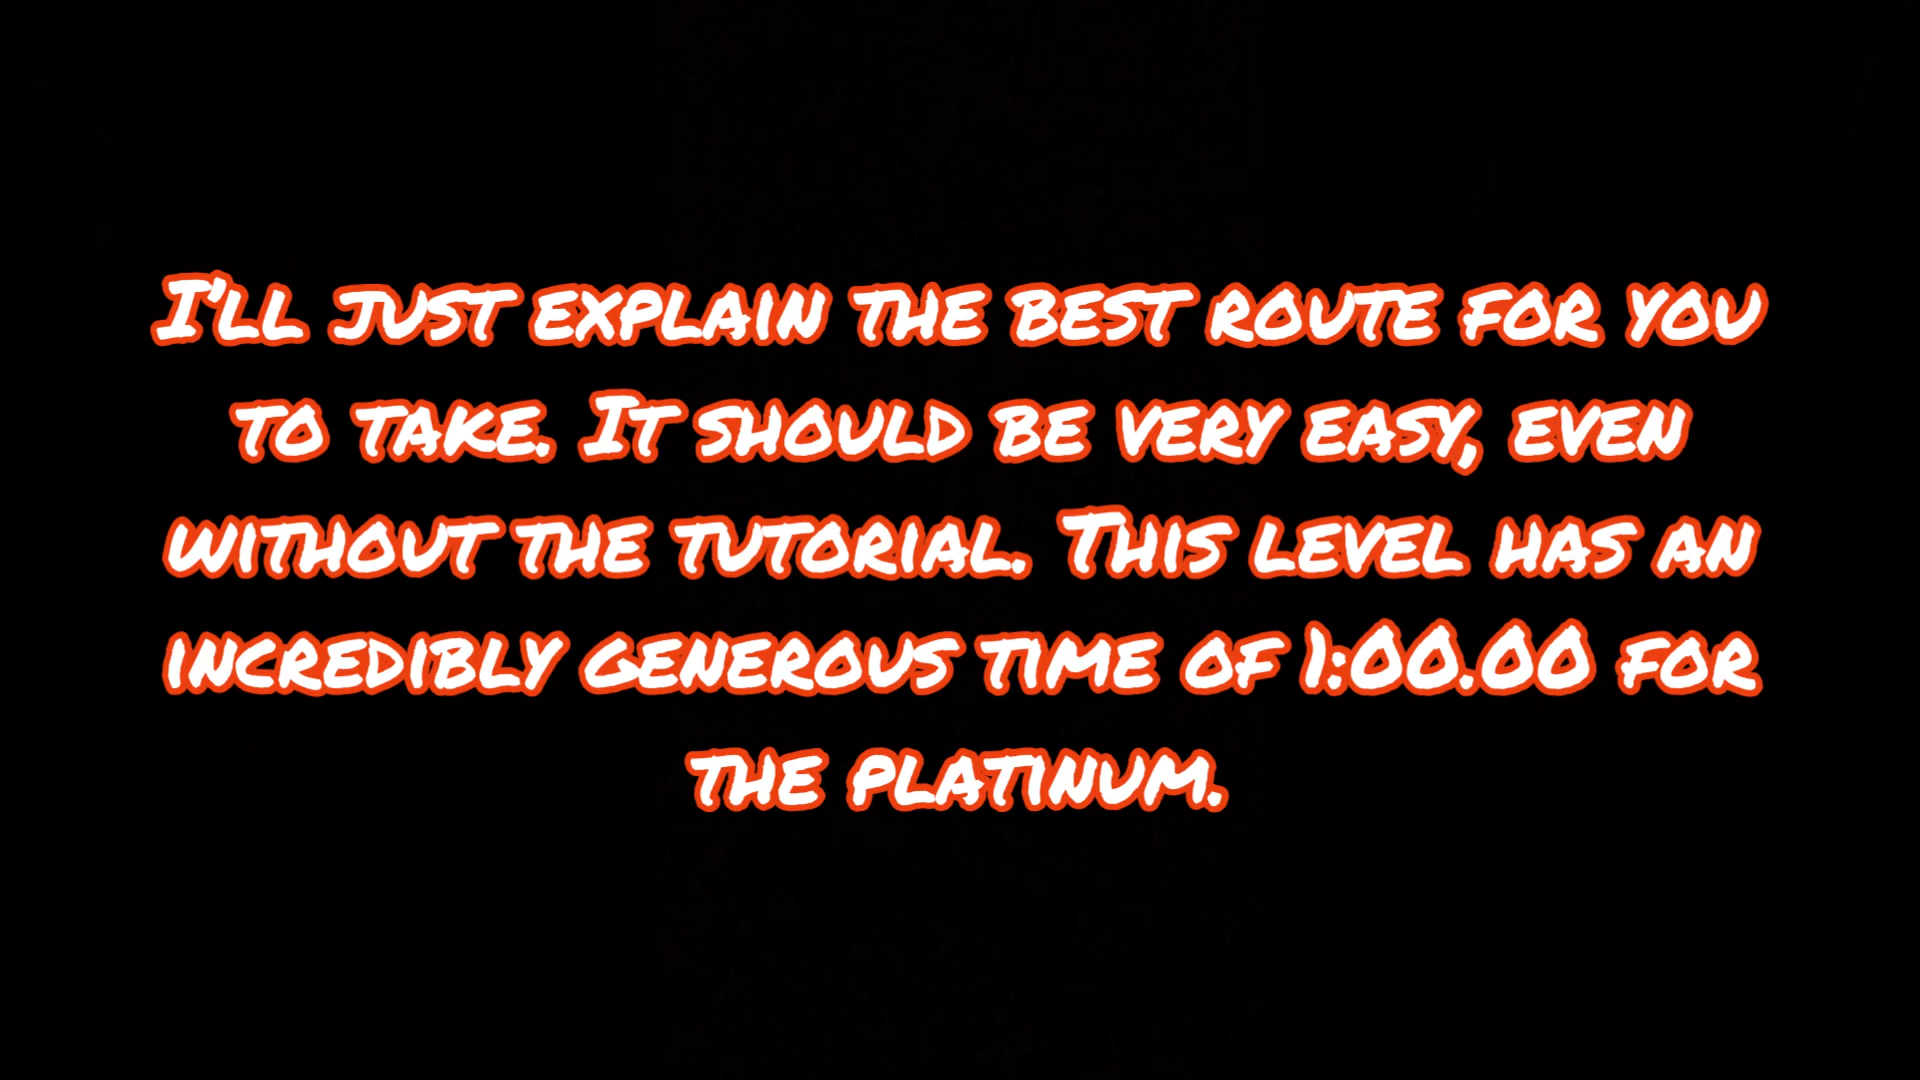 I'll just explain the best route for you
to take. It should be very easy, even
without the tutorial. This level has an
incredibly generous time of 1:00.00 for
the platinum.